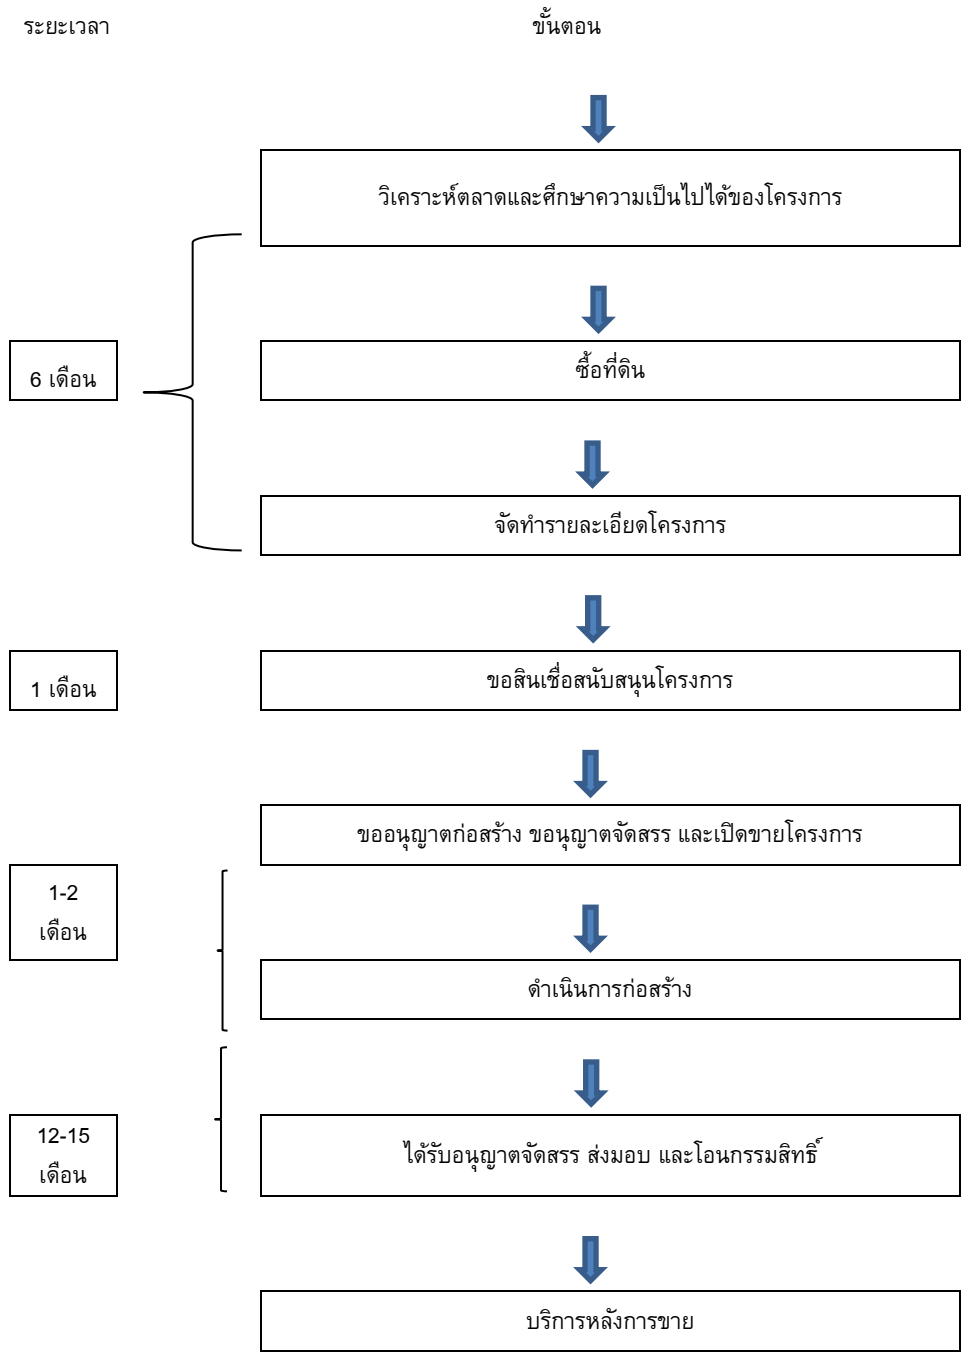 ระยะเวลา ขั้นตอน
วิเคราะห์ตลาดและศึกษาความเป็นไปได้ของโครงการ
6 เดือน
ซื้อที่ดิน
จัดทำรายละเอียดโครงการ
1 เดือน
ขอสินเชื่อสนับสนุนโครงการ
ขออนุญาตก่อสร้าง ขอนุญาตจัดสรร และเปิดขายโครงการ
1-2
เดือน
ดำเนินการก่อสร้าง
12-15
เดือน
ได้รับอนุญาตจัดสรร ส่งมอบ และโอนกรรมสิทธิ์
บริการหลังการขาย